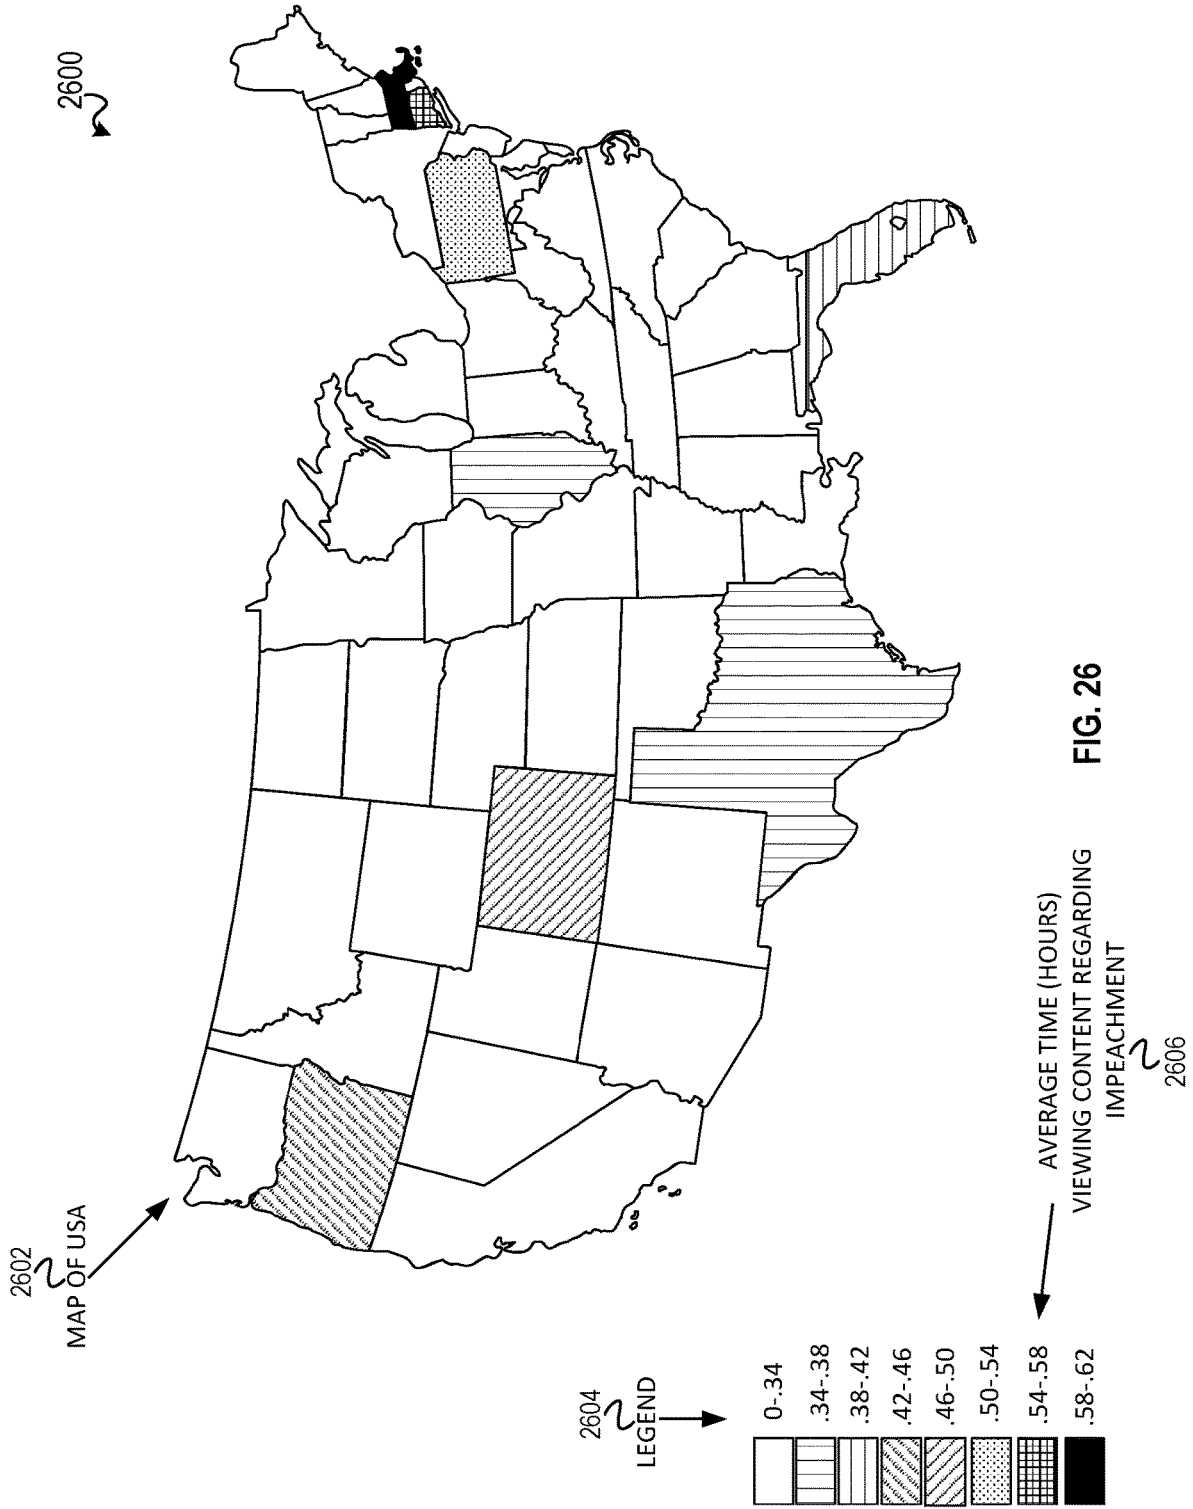 2600
2602
MAP OF USA
2604
LEGEND
0-.34
.34-.38
.38-.42
.42-.46
.46-.50
.50-.54
.54-.58
.58-.62
AVERAGE TIME (HOURS)
VIEWING CONTENT REGARDING
IMPEACHMENT
2606
FIG. 26